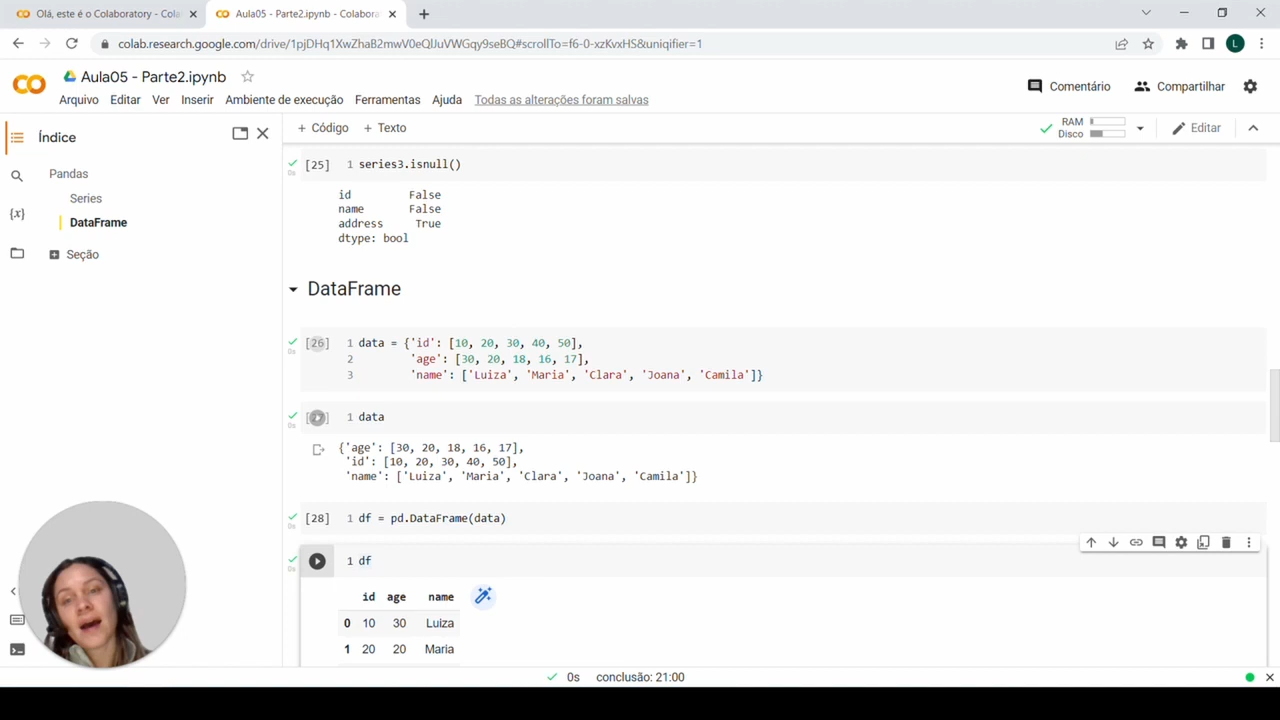 Olá, este é o Colaboratory - Cola
Aula05 - Parte2.ipynb - Colabora
colab.research.google.com/drive/1pjDHq1XwZhaB2mwV0eQlJuVWGqy9seBQ#scrollTo=f6-0-xzKvxHS&uniqifier=1
L
Aula05 - Parte2.ipynb
Arquivo Editar Ver Inserir Ambiente de execução Ferramentas Ajuda Todas as alterações foram salvas
Comentário Compartilhar
Índice
+ Código + Texto
RAM
Disco
Editar
Pandas
Series
DataFrame
Seção
{x}
[25] 1 series3.isnull()
0s
id False
name False
address True
dtype: bool
DataFrame
[26] 1 data = {'id': [10, 20, 30, 40, 50],
0s
2 'age': [30, 20, 18, 16, 17],
3 'name': ['Luiza', 'Maria', 'Clara', 'Joana', 'Camila']}
1 data
0s
{'age': [30, 20, 18, 16, 17],
'id': [10, 20, 30, 40, 50],
'name': ['Luiza', 'Maria', 'Clara', 'Joana', 'Camila']}
[28] 1 df = pd.DataFrame(data)
0s
1 df
0s
id age name
0 10 30 Luiza
1 20 20 Maria
0s conclusão: 21:00